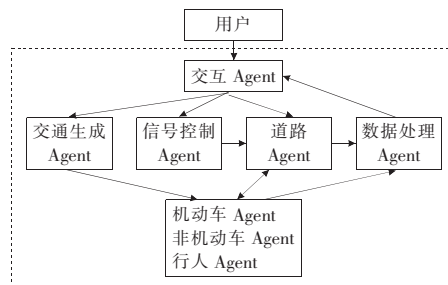 用户
交互 Agent
交通生成
Agent
信号控制
Agent
道路
Agent
数据处理
Agent
机动车 Agent
非机动车 Agent
行人 Agent